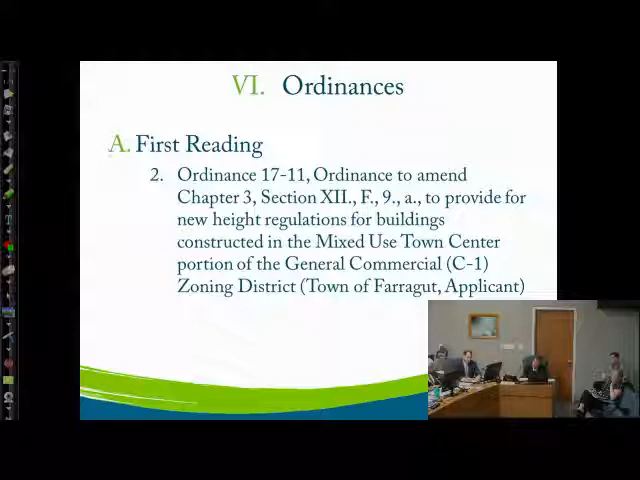 VI. Ordinances
A. First Reading
2. Ordinance 17-11, Ordinance to amend
Chapter 3, Section XII., F., 9., a., to provide for
new height regulations for buildings
constructed in the Mixed Use Town Center
portion of the General Commercial (C-1)
Zoning District (Town of Farragut, Applicant)